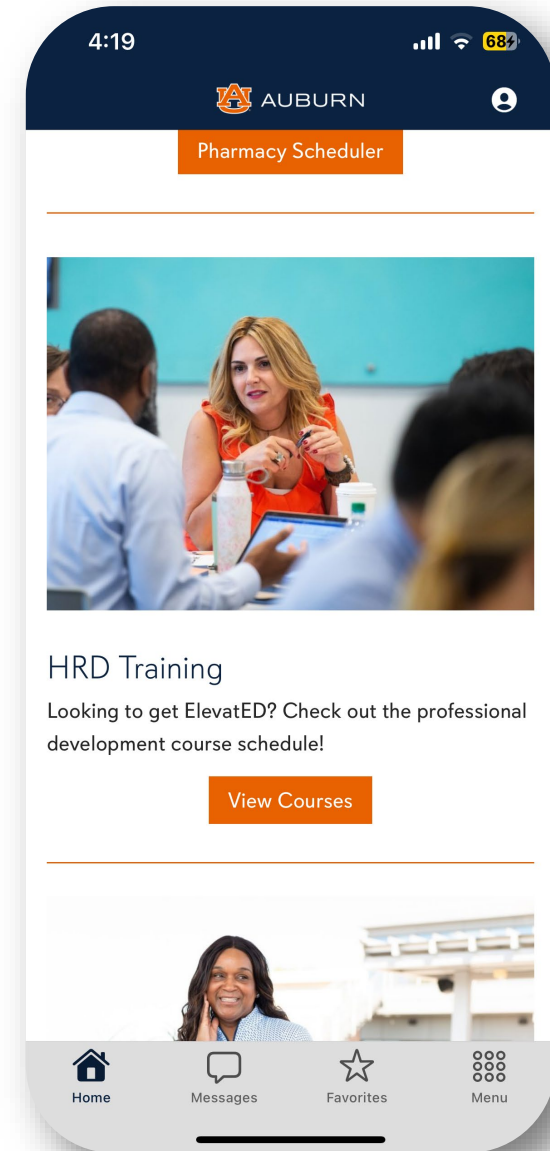 4:19
68
AUBURN
Pharmacy Scheduler
HRD Training
Looking to get ElevatED? Check out the professional
development course schedule!
View Courses
Home
Messages
Favorites
Menu